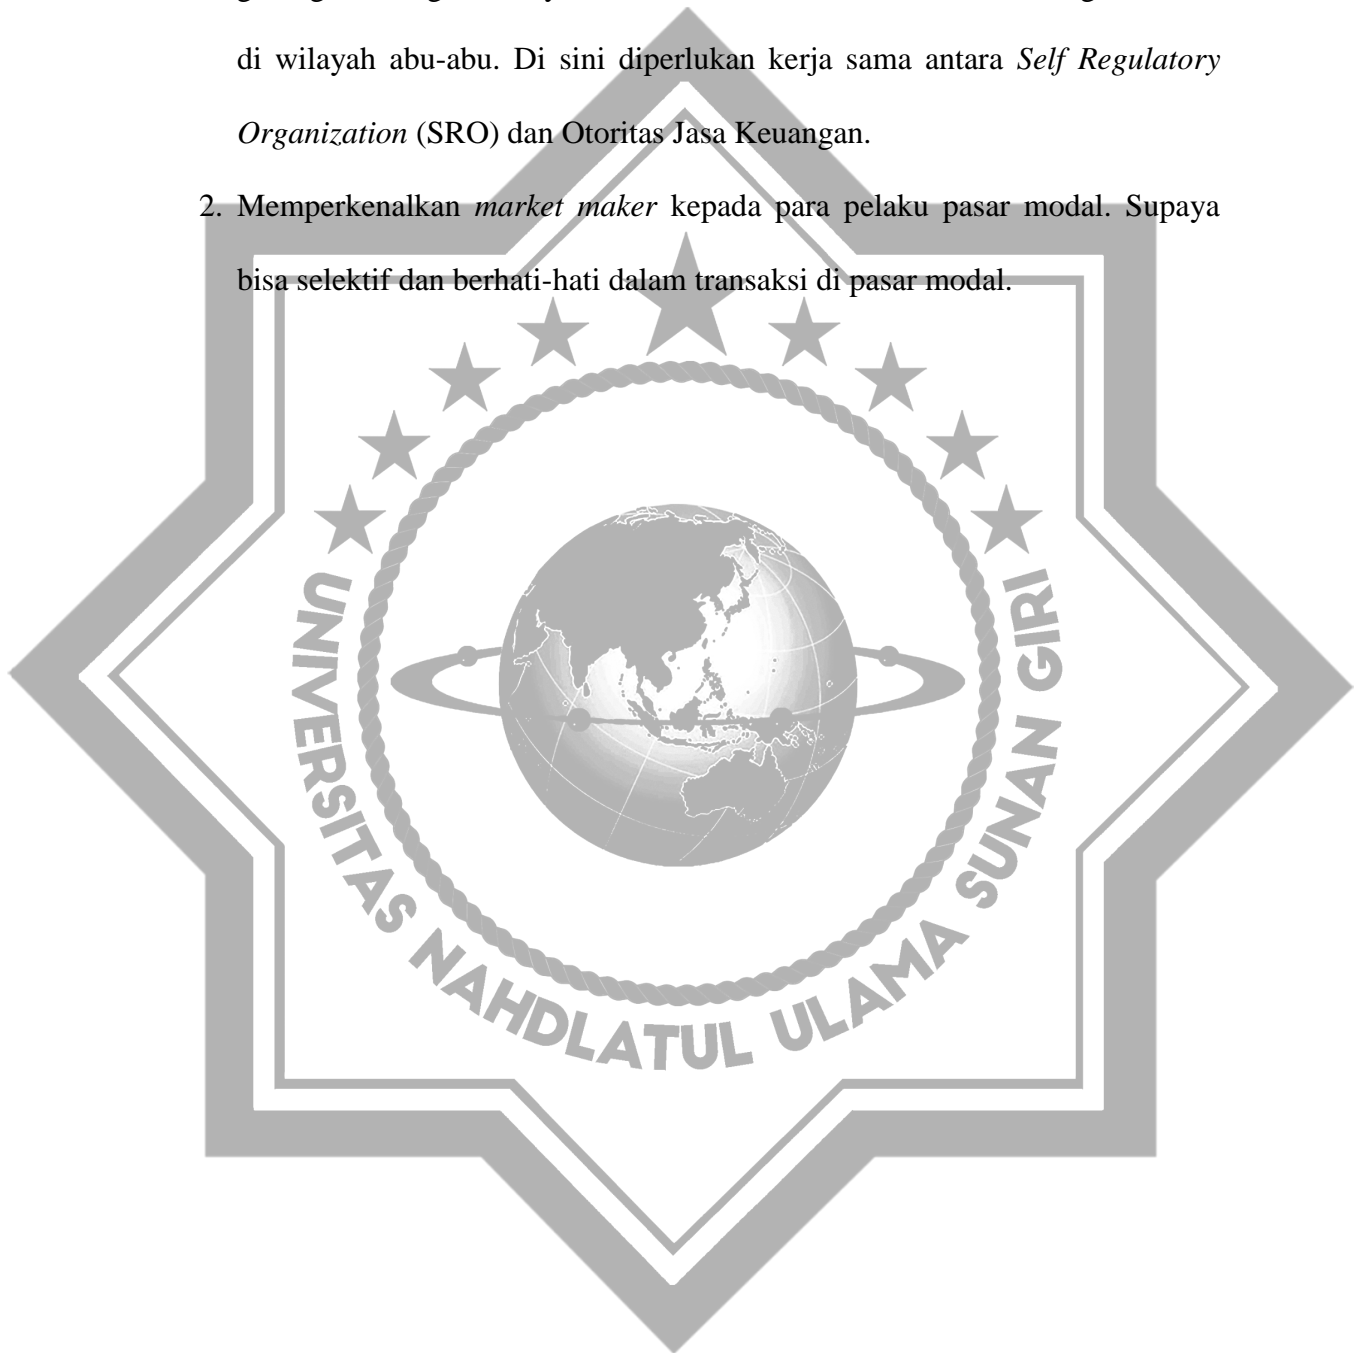 di wilayah abu-abu. Di sini diperlukan kerja sama antara Self Regulatory
Organization (SRO) dan Otoritas Jasa Keuangan.
2. Memperkenalkan market maker kepada para pelaku pasar modal. Supaya
bisa selektif dan berhati-hati dalam transaksi di pasar modal.
UNIVERSITAS NAHDLATUL ULAMA SUNAN GIRI